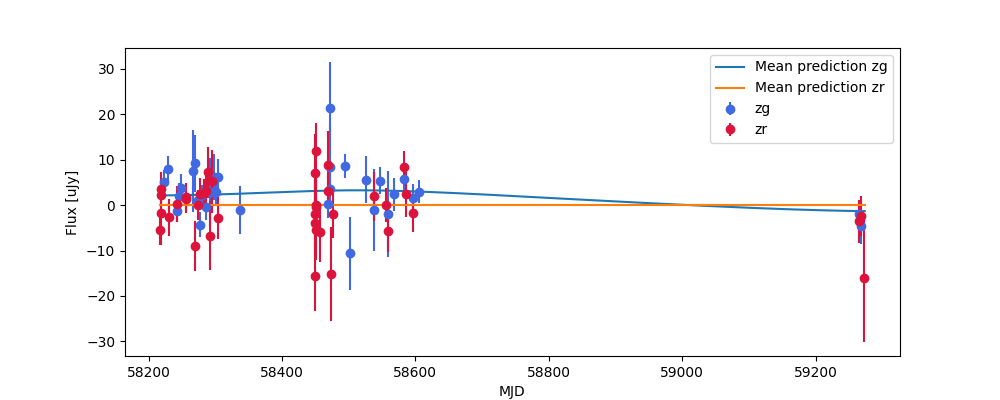 Mean prediction zg
Mean prediction zr
zg
zr
Flux [uJy]
30
20
10
0
−10
−20
−30
58200
58400
58600
58800
59000
59200
MJD